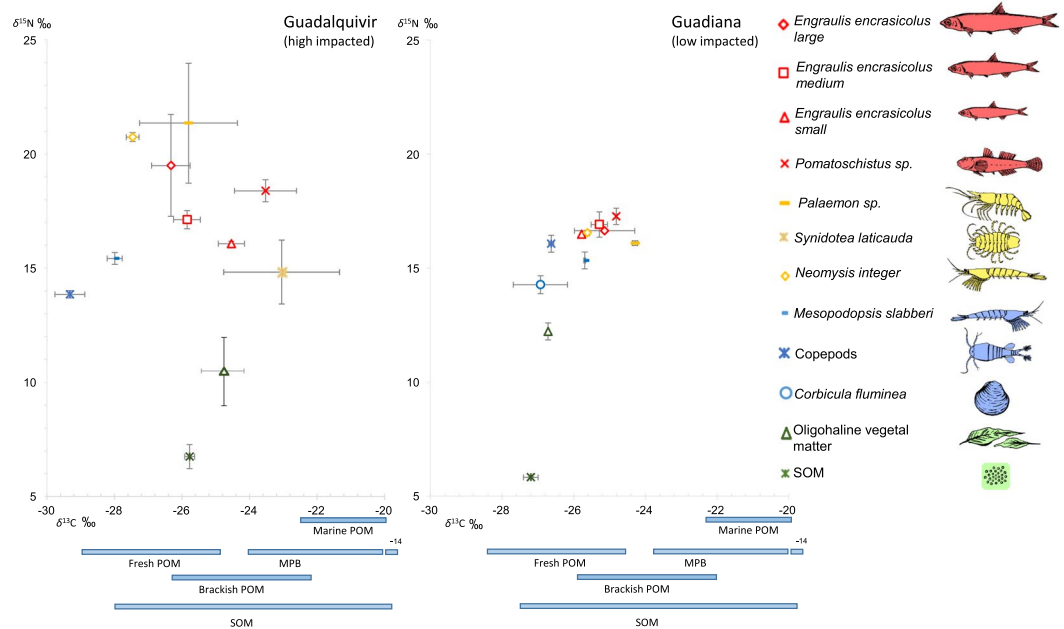 δ15N ‰
Guadalquivir
(high impacted)
25
20
15
10
5
-30
-28
-26
-24
-22
-20
δ13C ‰
Marine POM
-14
Fresh POM
MPB
Brackish POM
SOM
δ15N ‰
Guadiana
(low impacted)
25
20
15
10
5
-30
-28
-26
-24
-22
-20
δ13C ‰
Marine POM
-14
Fresh POM
MPB
Brackish POM
SOM
Engraulis encrasicolus
large
Engraulis encrasicolus
medium
Engraulis encrasicolus
small
Pomatoschistus sp.
Palaemon sp.
Synidotea laticauda
Neomysis integer
Mesopodopsis slabberi
Copepods
Corbicula fluminea
Oligohaline vegetal
matter
SOM